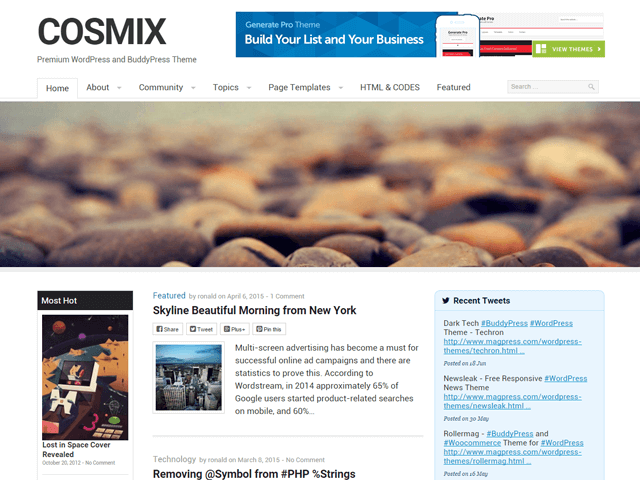 COSMIX
Premium WordPress and BuddyPress Theme
Generate Pro Theme
Build Your List and Your Business
VIEW THEMES
Home
About
Community
Topics
Page Templates
HTML & CODES
Featured
Search ...
Most Hot
Lost in Space Cover
Revealed
October 20, 2012 - No Comment
Featured by ronald on April 6, 2015 - 1 Comment
Skyline Beautiful Morning from New York
Share
Tweet
Plus+
Pin this
Multi-screen advertising has become a must for
successful online ad campaigns and there are
statistics to prove this. According to
Wordstream, in 2014 approximately 65% of
Google users started product-related searches
on mobile, and 60%...
Technology by ronald on March 8, 2015 - No Comment
Removing @Symbol from #PHP %Strings
Recent Tweets
Dark Tech #BuddyPress #WordPress
Theme - Techron
http://www.magpress.com/wordpress-
themes/techron.html ...
Posted on 18 Jun
Newsleak - Free Responsive #WordPress
News Theme
http://www.magpress.com/wordpress-
themes/newsleak.html ...
Posted on 30 May
Rollermag - #BuddyPress and
#Woocommerce Theme for #WordPress
http://www.magpress.com/wordpress-
themes/rollermag.html ...
Posted on 16 May